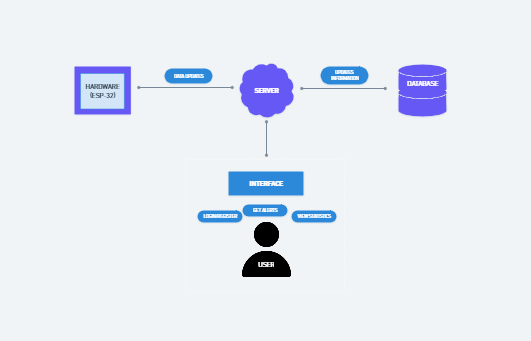 DATA UPDATES
UPDATES
INFORMATION
HARDWARE
(ESP-32)
SERVER
DATABASE
INTERFACE
GET ALERTS
LOGIN/REGISTER
VIEW STATISTICS
USER